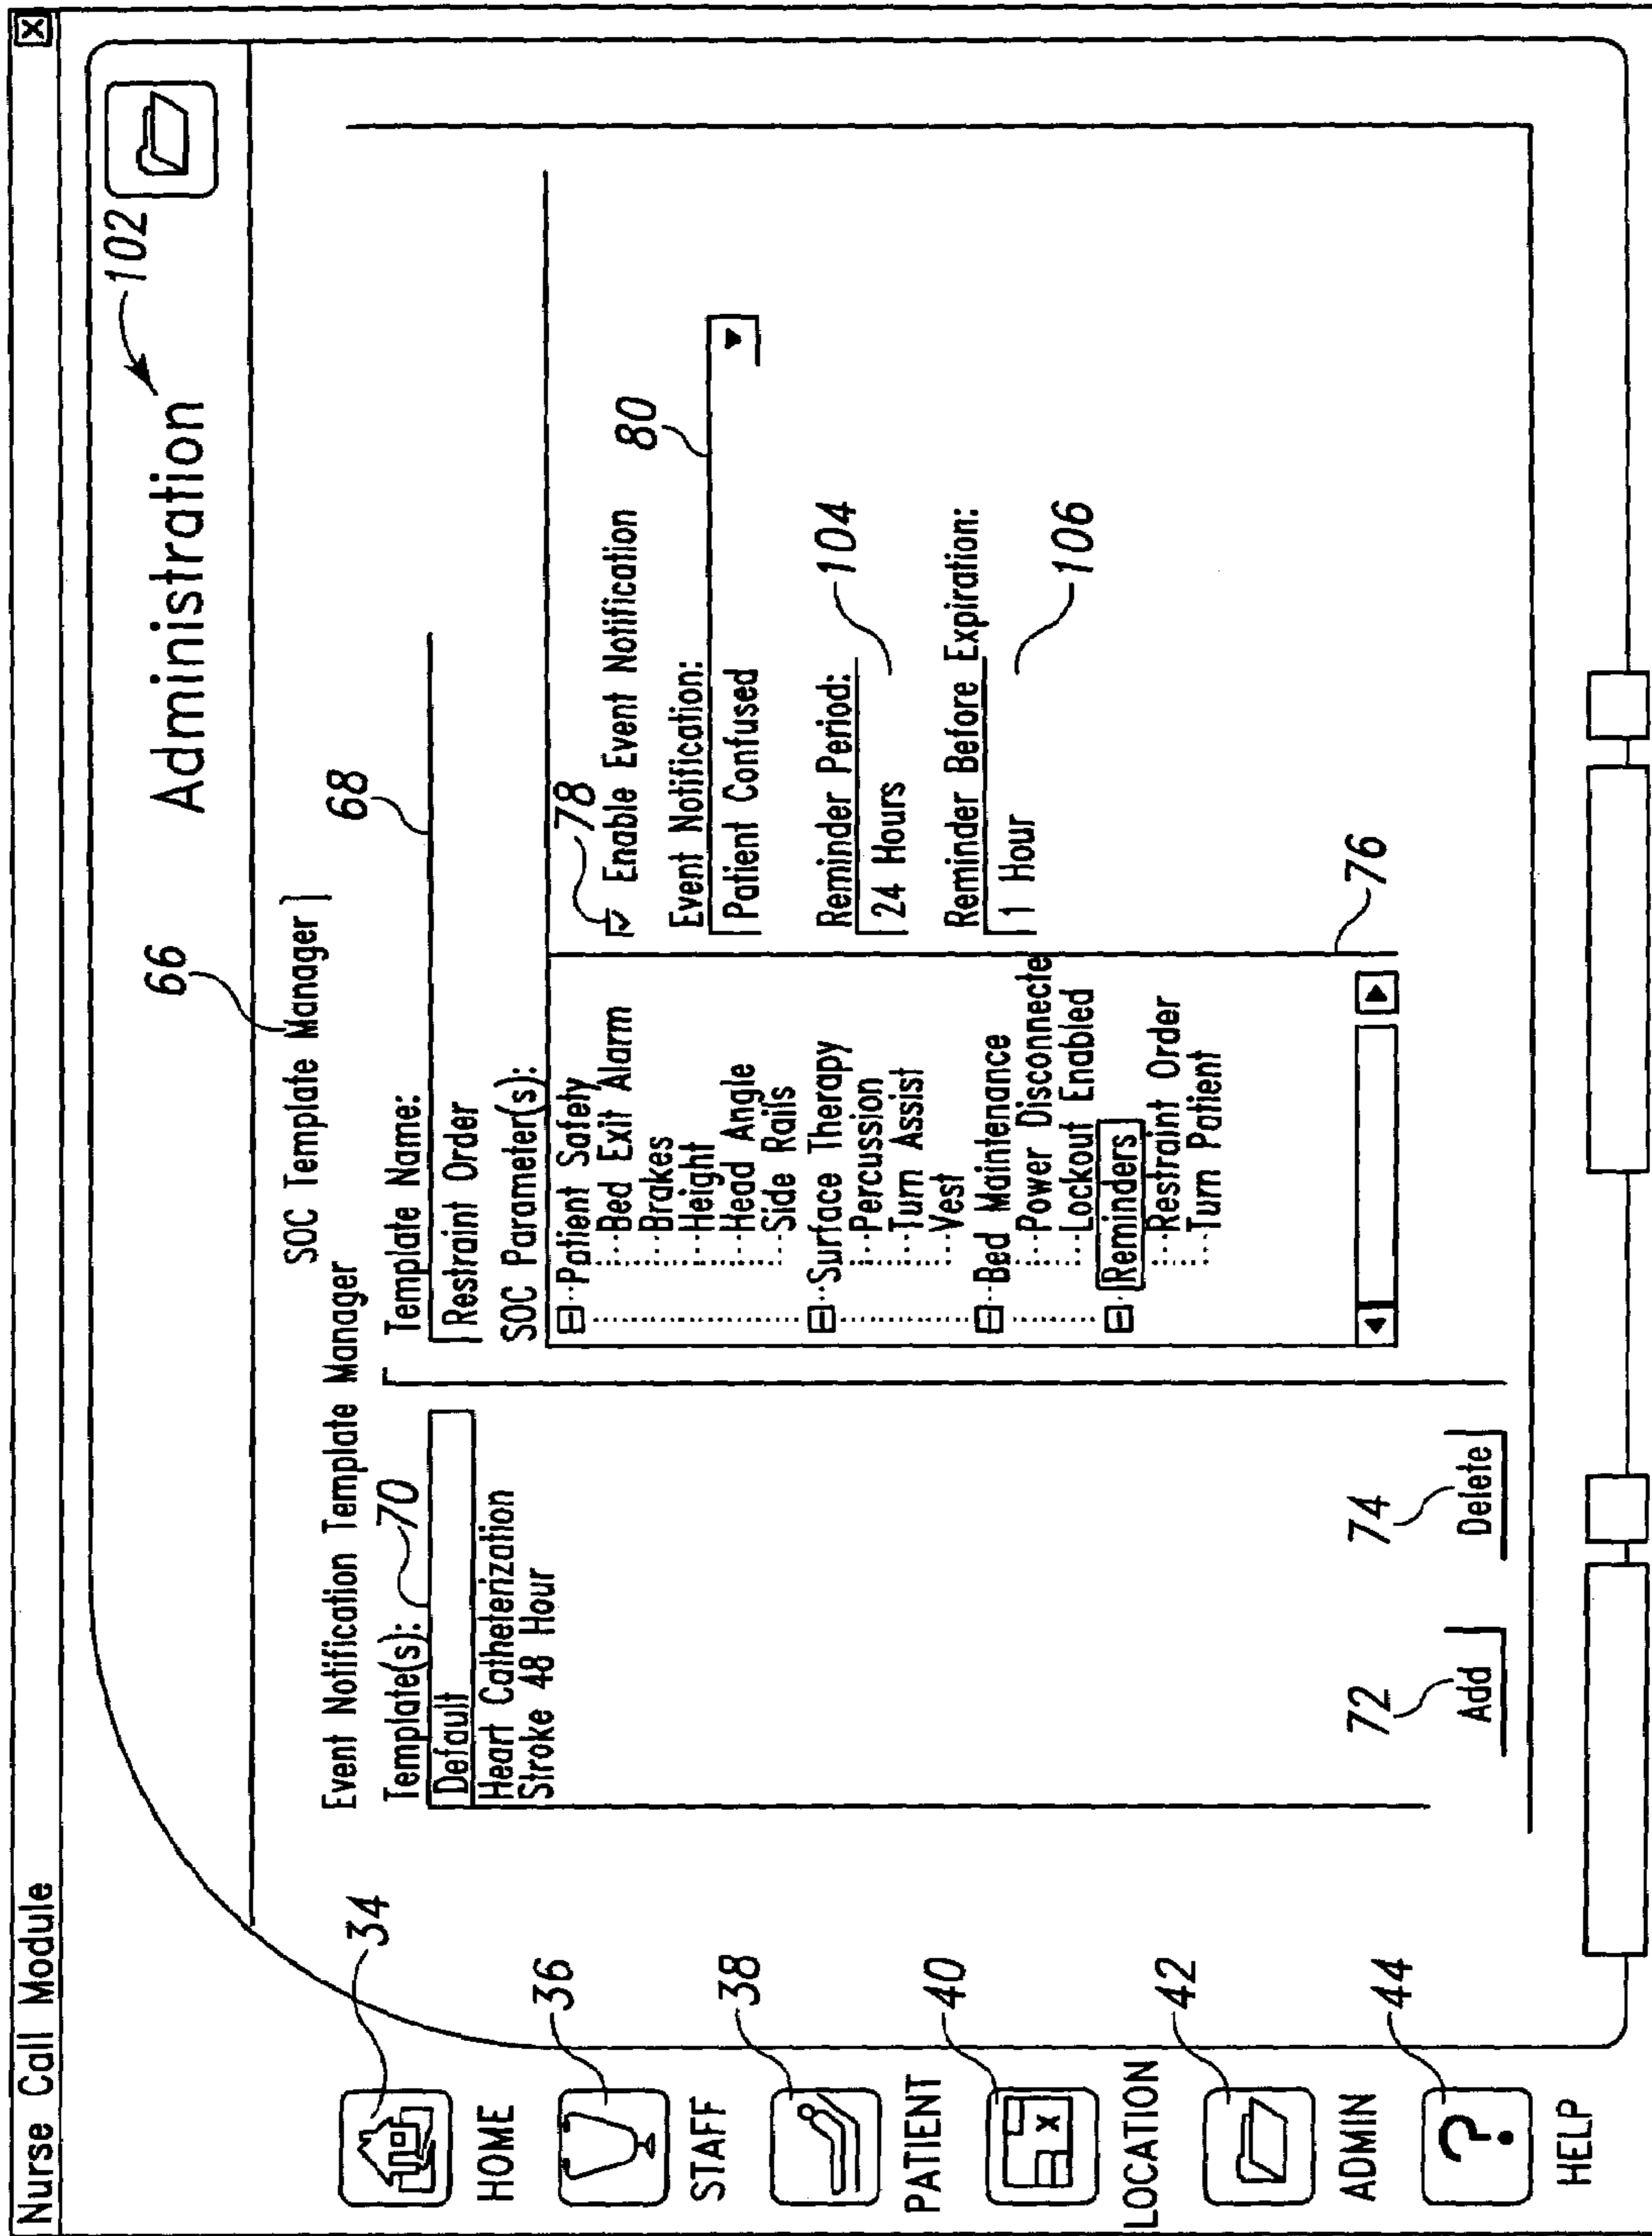 Nurse Call Module
X
Administration
102
66
SOC Template Manager
Event Notification Template Manager
Template(s):
70
Default
Heart Catheterization
Stroke 48 Hour
72
Add
74
Delete
Template Name:
68
Restraint Order
SOC Parameter(s):
Patient Safety
Bed Exit Alarm
Brakes
Height
Head Angle
Side Rails
Surface Therapy
Percussion
Turn Assist
Vest
Bed Maintenance
Power Disconnecte
Lockout Enabled
Reminders
Restraint Order
Turn Patient
76
78
Enable Event Notification
Event Notification:
80
Patient Confused
Reminder Period:
24 Hours
104
Reminder Before Expiration:
1 Hour
106
34
HOME
36
STAFF
38
PATIENT
40
X
LOCATION
42
ADMIN
44
?
HELP